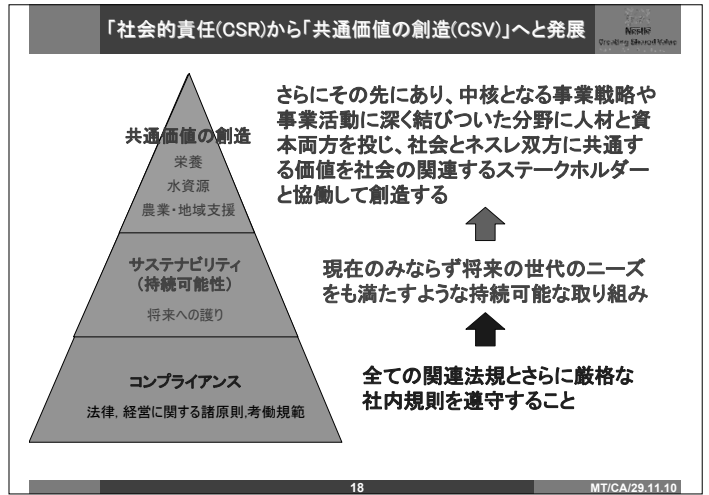 「社会的責任(CSR)から「共通価値の創造(CSV)」へと発展
Nestlé
Creating Shared Value
さらにその先にあり、中核となる事業戦略や
事業活動に深く結びついた分野に人材と資
本両方を投じ、社会とネスレ双方に共通す
る価値を社会の関連するステークホルダー
と協働して創造する
共通価値の創造
栄養
水資源
農業・地域支援
サステナビリティ
（持続可能性）
将来への護り
現在のみならず将来の世代のニーズ
をも満たすような持続可能な取り組み
コンプライアンス
法律, 経営に関する諸原則,考働規範
全ての関連法規とさらに厳格な
社内規則を遵守すること
18
MT/CA/29.11.10